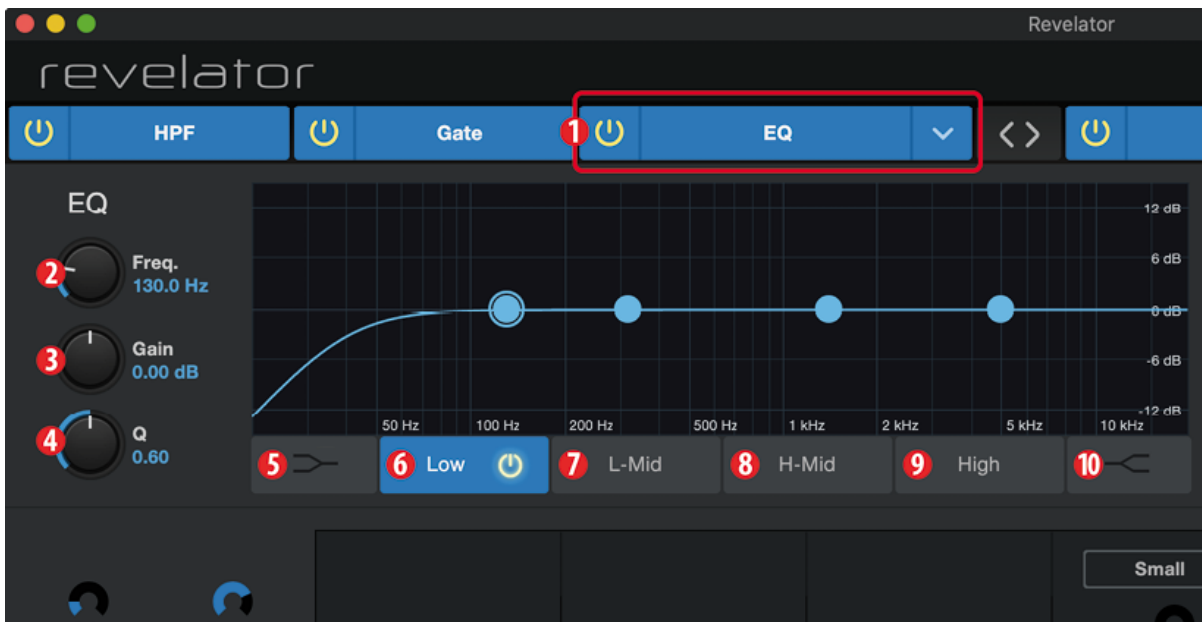 Revelator
revelator
HPF
Gate
1
EQ
EQ
12 dB
2
Freq.
130.0 Hz
6 dB
0 dB
3
Gain
0.00 dB
-6 dB
-12 dB
4
Q
0.60
50 Hz 100 Hz 200 Hz 500 Hz 1 kHz 2 kHz 5 kHz 10 kHz
5 6 Low 7 L-Mid 8 H-Mid 9 High 10
Small